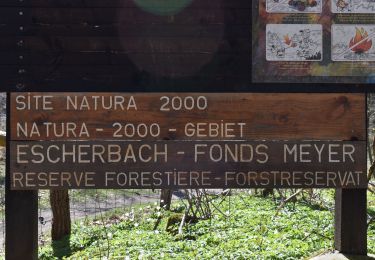 SITE NATURA 2000
NATURA - 2000 - GEBIET
ESCHERBACH - FONDS MEYER
RESERVE FORESTIERE - FORSTRESERVAT